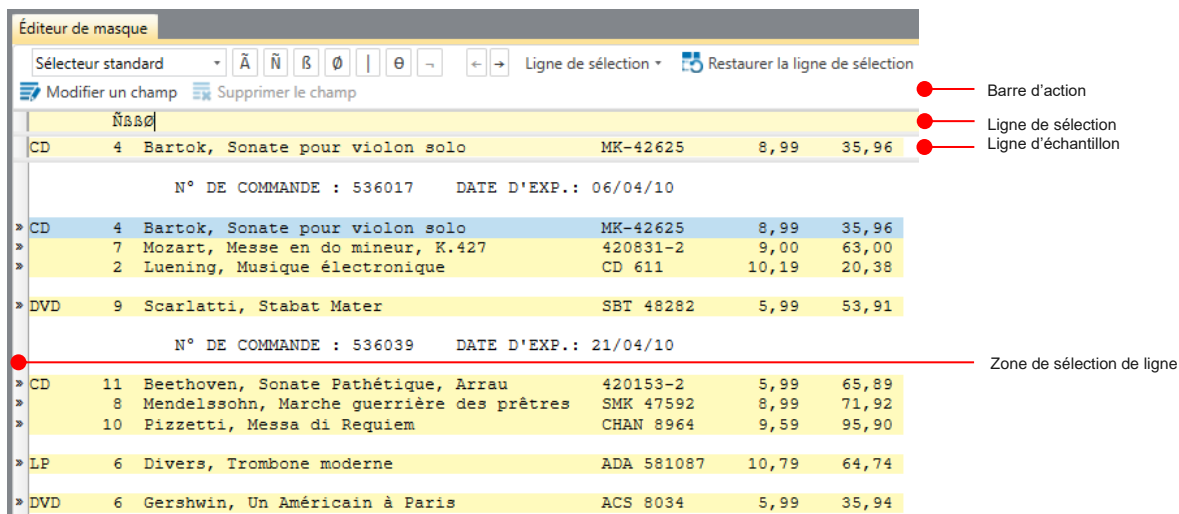 Éditeur de masque
Sélecteur standard Ã Ñ ß Ø | Ɵ ¬ ← → Ligne de sélection Restaurer la ligne de sélection
Modifier un champ Supprimer le champ
Barre d'action
ÑßßØ
Ligne de sélection
CD 4 Bartok, Sonate pour violon solo MK-42625 8,99 35,96
Ligne d'échantillon
N° DE COMMANDE : 536017 DATE D'EXP.: 06/04/10
» CD 4 Bartok, Sonate pour violon solo MK-42625 8,99 35,96
» 7 Mozart, Messe en do mineur, K.427 420831-2 9,00 63,00
» 2 Luening, Musique électronique CD 611 10,19 20,38
» DVD 9 Scarlatti, Stabat Mater SBT 48282 5,99 53,91
N° DE COMMANDE : 536039 DATE D'EXP.: 21/04/10
Zone de sélection de ligne
» CD 11 Beethoven, Sonate Pathétique, Arrau 420153-2 5,99 65,89
» 8 Mendelssohn, Marche guerrière des prêtres SMK 47592 8,99 71,92
» 10 Pizzetti, Messa di Requiem CHAN 8964 9,59 95,90
» LP 6 Divers, Trombone moderne ADA 581087 10,79 64,74
» DVD 6 Gershwin, Un Américain à Paris ACS 8034 5,99 35,94